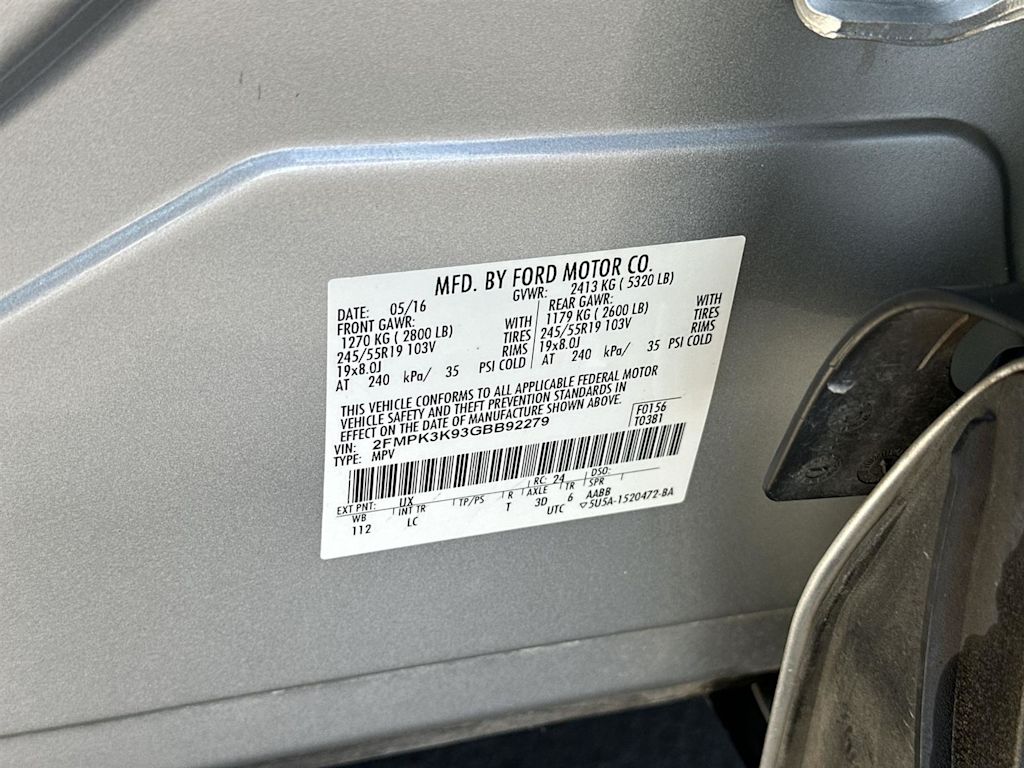 MFD. BY FORD MOTOR CO.
DATE: 05/16 GVWR: 2413 KG ( 5320 LB)
FRONT GAWR: REAR GAWR:
1270 KG ( 2800 LB) WITH 1179 KG ( 2600 LB) WITH
245/55R19 103V TIRES 245/55R19 103V TIRES
19x8.0J RIMS 19x8.0J RIMS
AT 240 kPa/ 35 PSI COLD AT 240 kPa/ 35 PSI COLD
THIS VEHICLE CONFORMS TO ALL APPLICABLE FEDERAL MOTOR
VEHICLE SAFETY AND THEFT PREVENTION STANDARDS IN
EFFECT ON THE DATE OF MANUFACTURE SHOWN ABOVE.
VIN: 2FMPK3K93GBB92279 F0156
TYPE: MPV T0381
EXT PNT: UX RC: 24 DSO:
WB INT TR TP/PS R AXLE TR SPR
112 LC T 3D 6 AABB
UTC ▽5U5A-1520472-BA